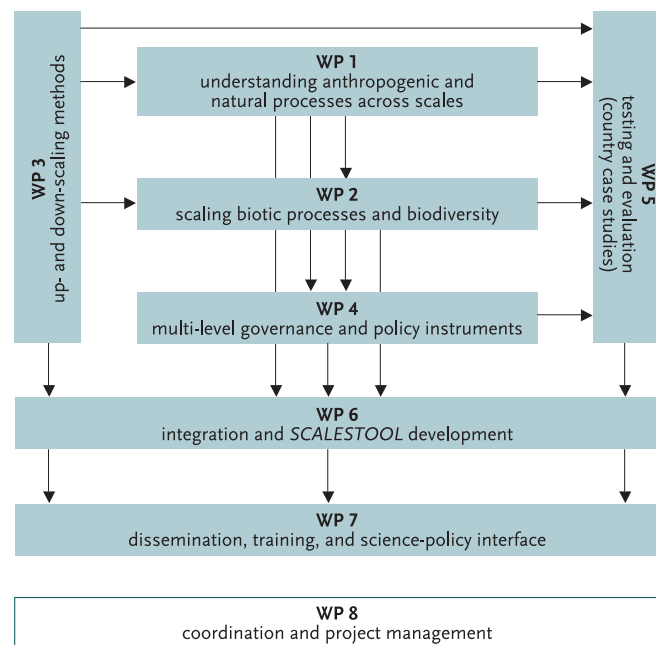 WP 3
up- and down-scaling methods
WP 1
understanding anthropogenic and
natural processes across scales
WP 2
scaling biotic processes and biodiversity
WP 4
multi-level governance and policy instruments
WP 5
testing and evaluation
(country case studies)
WP 6
integration and SCALESTOOL development
WP 7
dissemination, training, and science-policy interface
WP 8
coordination and project management